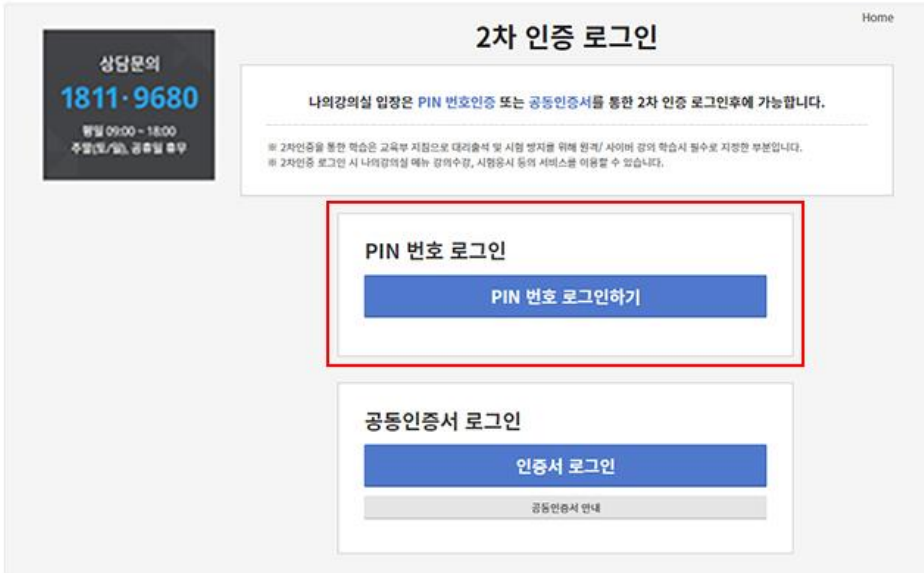 Home
2차 인증 로그인
상담문의
1811·9680
평일 09:00 ~ 18:00
주말(토/일), 공휴일 휴무
나의강의실 입장은 PIN 번호인증 또는 공동인증서를 통한 2차 인증 로그인후에 가능합니다.
※ 2차인증을 통한 학습은 교육부 지침으로 대리출석 및 시험 방지를 위해 원격/ 사이버 강의 학습시 필수로 지정한 부분입니다.
※ 2차인증 로그인 시 나의강의실 메뉴 강의수강, 시험응시 등의 서비스를 이용할 수 있습니다.
PIN 번호 로그인
PIN 번호 로그인하기
공동인증서 로그인
인증서 로그인
공동인증서 안내